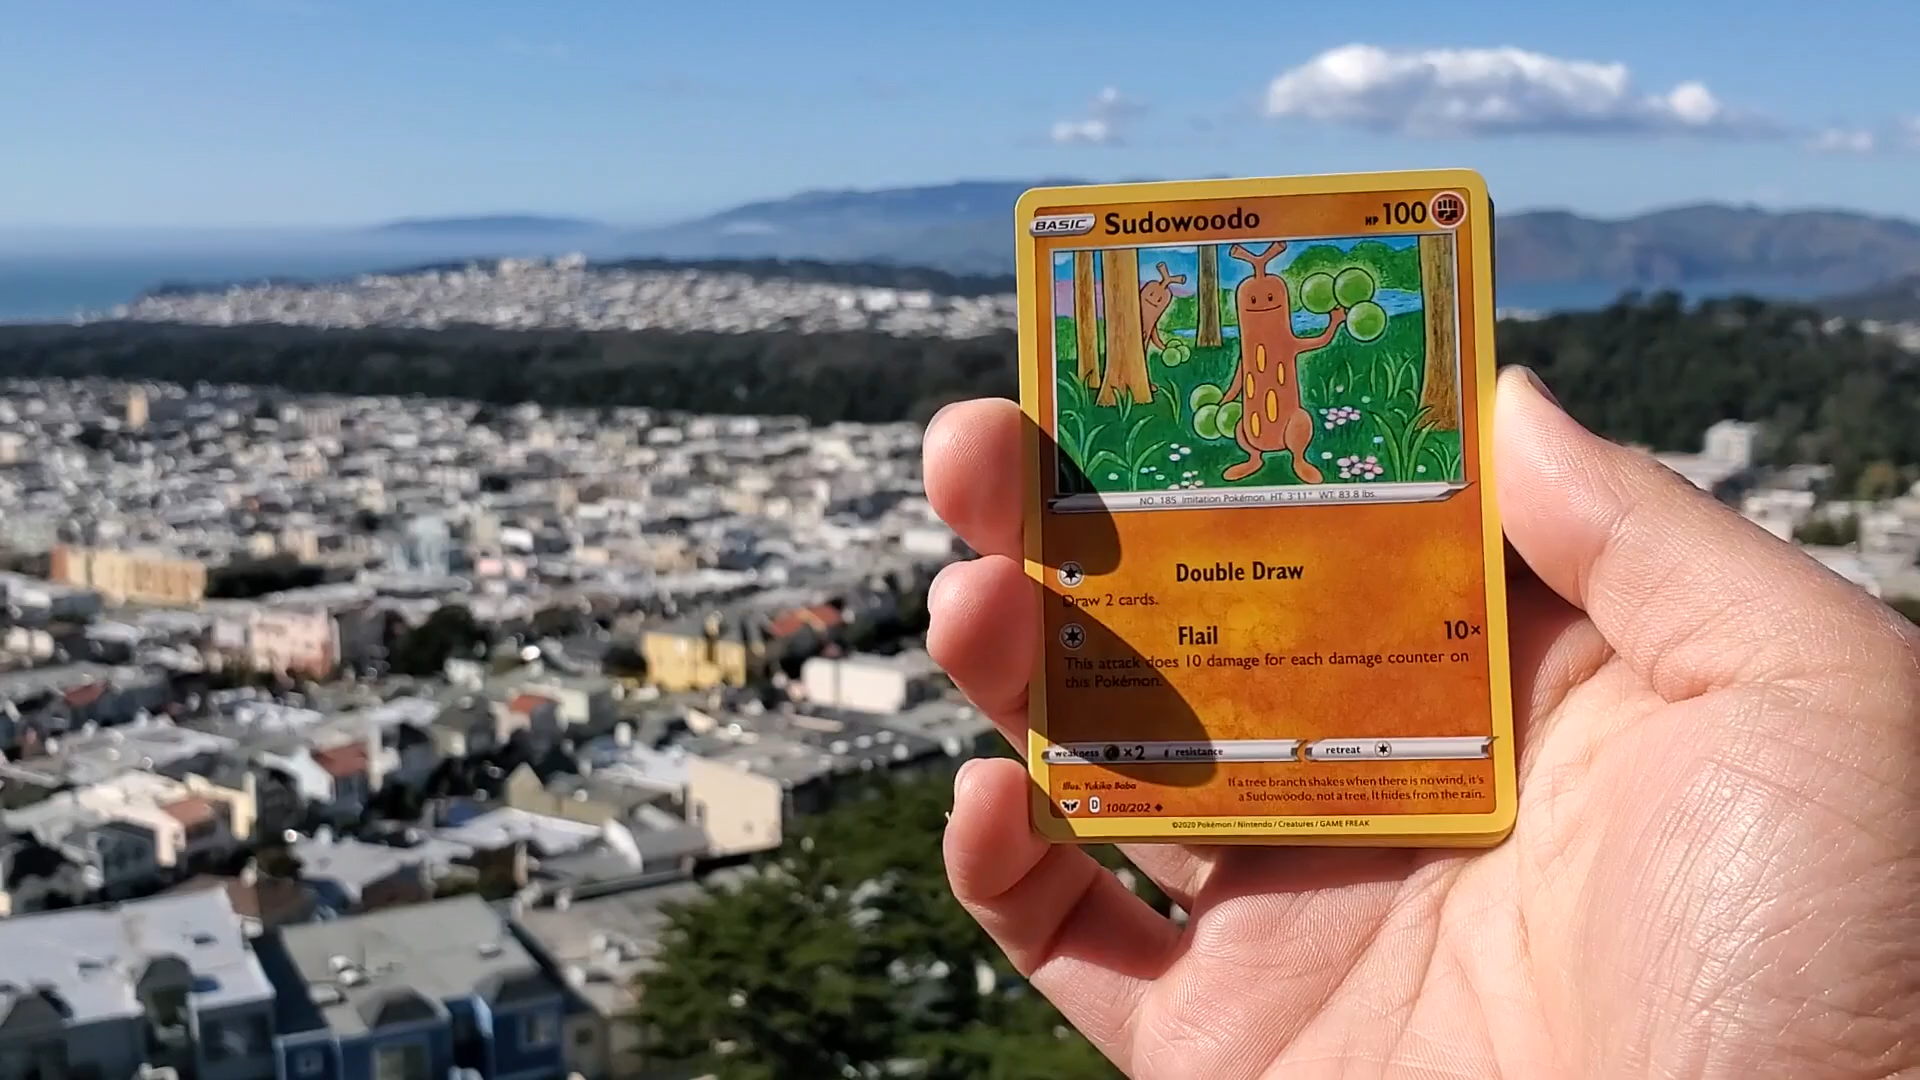 BASIC Sudowoodo HP 100
NO. 185 Imitation Pokémon HT: 3'11" WT: 83.8 lbs.
Double Draw
Draw 2 cards.
Flail 10×
This attack does 10 damage for each damage counter on
this Pokémon.
weakness ×2 resistance retreat
Illus. Yukiko Baba
If a tree branch shakes when there is no wind, it's
a Sudowoodo, not a tree. It hides from the rain.
D 100/202
©2020 Pokémon / Nintendo / Creatures / GAME FREAK